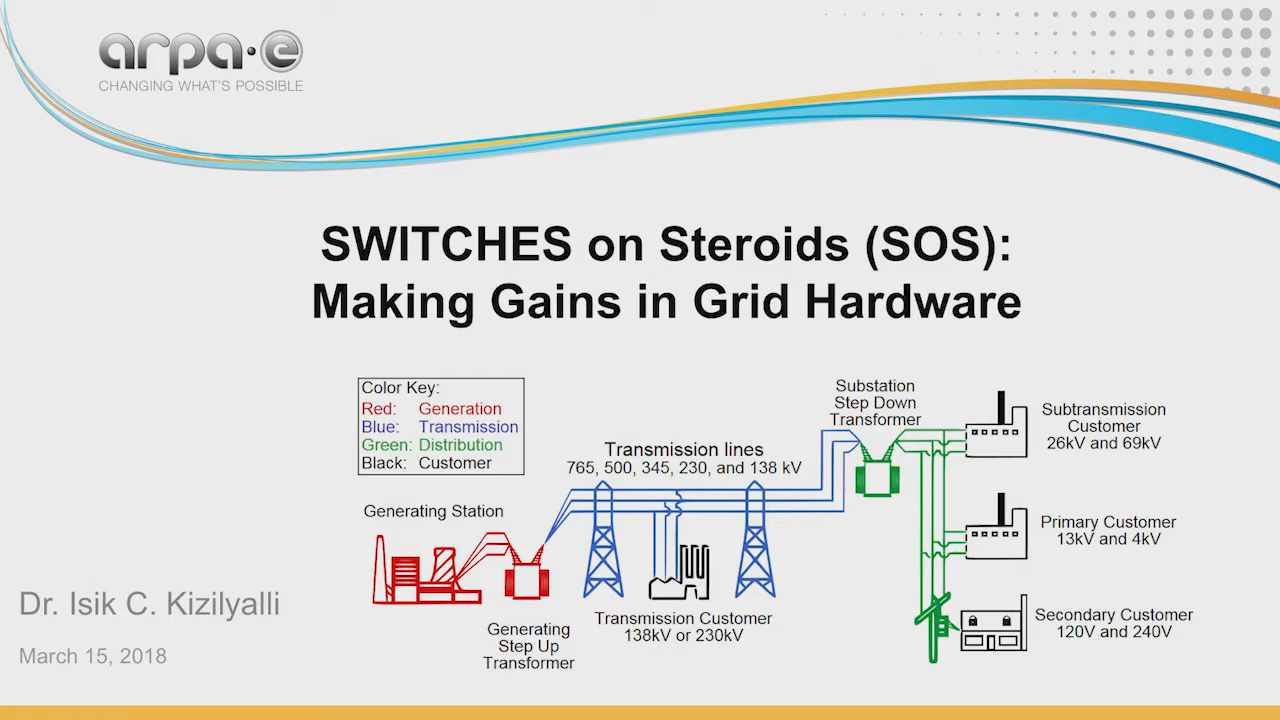 arpa·e
CHANGING WHAT'S POSSIBLE
SWITCHES on Steroids (SOS):
Making Gains in Grid Hardware
Color Key:
Red: Generation
Blue: Transmission
Green: Distribution
Black: Customer
Generating Station
Generating
Step Up
Transformer
Transmission lines
765, 500, 345, 230, and 138 kV
Transmission Customer
138kV or 230kV
Substation
Step Down
Transformer
Subtransmission
Customer
26kV and 69kV
Primary Customer
13kV and 4kV
Secondary Customer
120V and 240V
Dr. Isik C. Kizilyalli
March 15, 2018